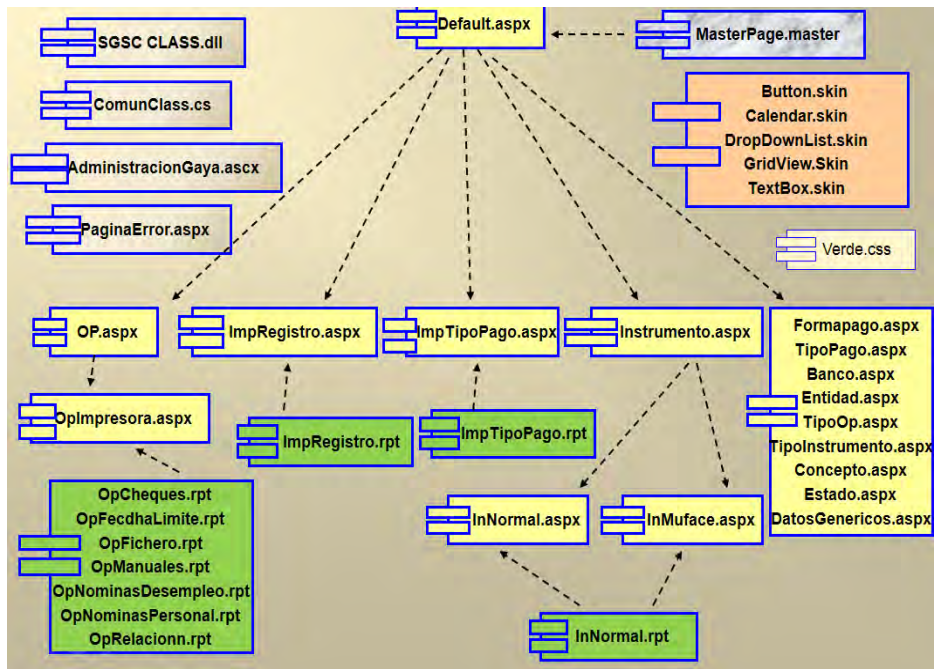 Default.aspx
SGSC CLASS.dll
MasterPage.master
ComunClass.cs
Button.skin
Calendar.skin
DropDownList.skin
GridView.Skin
TextBox.skin
AdministracionGaya.ascx
PaginaError.aspx
Verde.css
OP.aspx
ImpRegistro.aspx
ImpTipoPago.aspx
Instrumento.aspx
Formapago.aspx
TipoPago.aspx
Banco.aspx
Entidad.aspx
TipoOp.aspx
TipoInstrumento.aspx
Concepto.aspx
Estado.aspx
DatosGenericos.aspx
OpImpresora.aspx
ImpRegistro.rpt
ImpTipoPago.rpt
OpCheques.rpt
OpFecdhaLimite.rpt
OpFichero.rpt
OpManuales.rpt
OpNominasDesempleo.rpt
OpNominasPersonal.rpt
OpRelacionn.rpt
InNormal.aspx
InMuface.aspx
InNormal.rpt